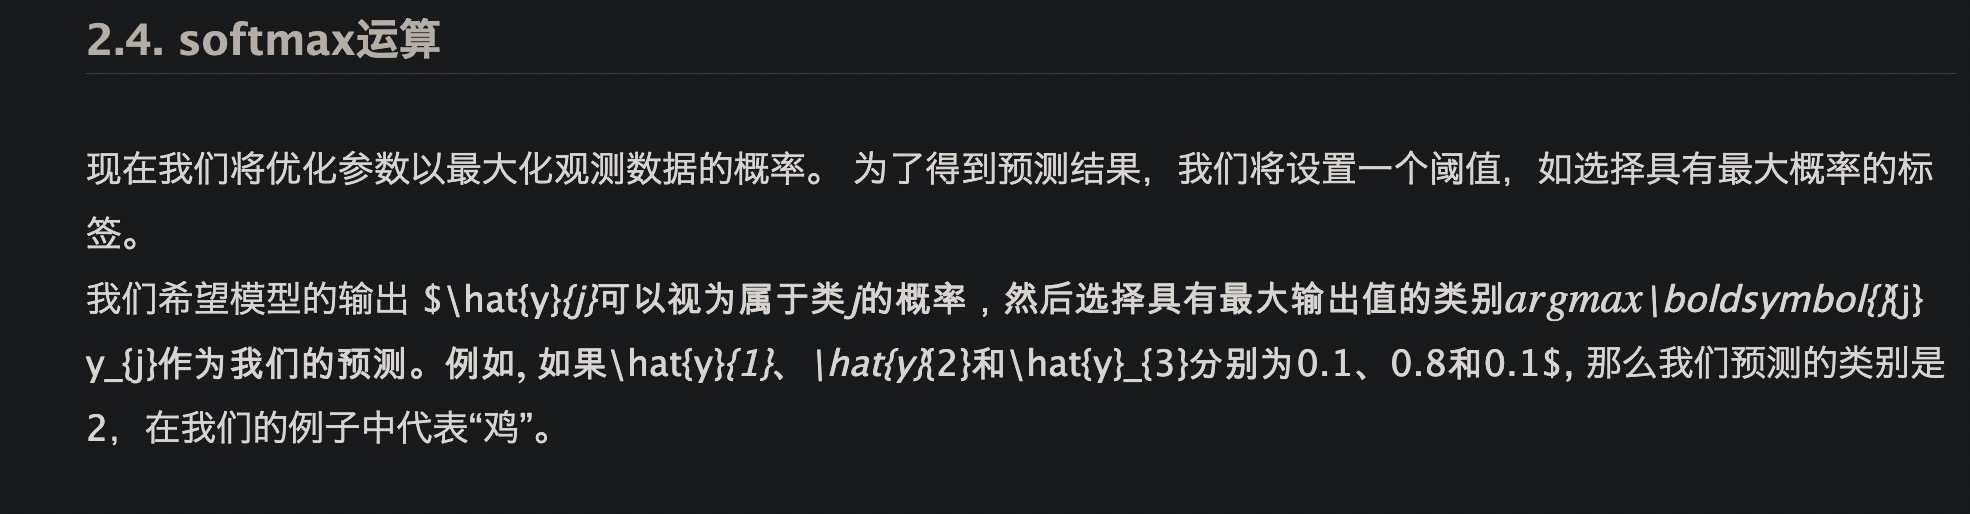 2.4. softmax运算
现在我们将优化参数以最大化观测数据的概率。 为了得到预测结果，我们将设置一个阈值，如选择具有最大概率的标
签。
我们希望模型的输出 $\hat{y}{j}可以视为属于类j的概率，然后选择具有最大输出值的类别argmax\boldsymbol{}{j}
y_{j}作为我们的预测。例如, 如果\hat{y}{1}、\hat{y}{2}和\hat{y}_{3}分别为0.1、0.8和0.1$, 那么我们预测的类别是
2，在我们的例子中代表“鸡”。